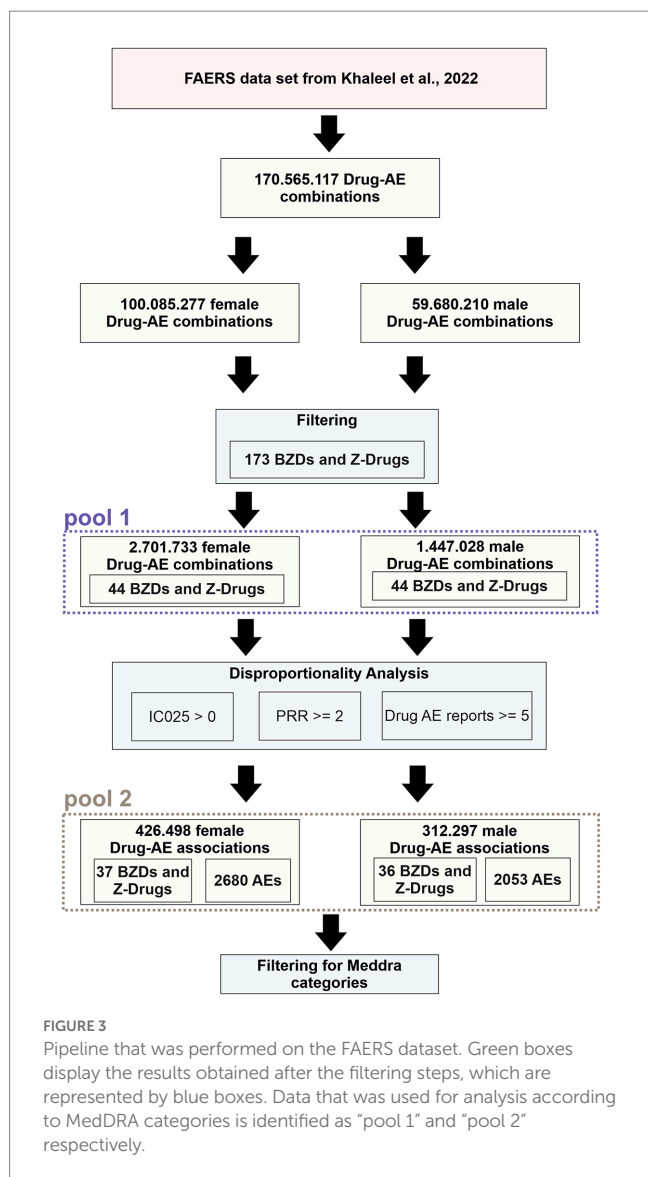 FAERS data set from Khaleel et al., 2022
170.565.117 Drug-AE
combinations
100.085.277 female
Drug-AE combinations
59.680.210 male
Drug-AE combinations
Filtering
173 BZDs and Z-Drugs
pool 1
2.701.733 female
Drug-AE combinations
44 BZDs and Z-Drugs
1.447.028 male
Drug-AE combinations
44 BZDs and Z-Drugs
Disproportionality Analysis
IC025 > 0
PRR >= 2
Drug AE reports >= 5
pool 2
426.498 female
Drug-AE associations
37 BZDs and
Z-Drugs
2680 AEs
312.297 male
Drug-AE associations
36 BZDs and
Z-Drugs
2053 AEs
Filtering for Meddra
categories
FIGURE 3
Pipeline that was performed on the FAERS dataset. Green boxes
display the results obtained after the filtering steps, which are
represented by blue boxes. Data that was used for analysis according
to MedDRA categories is identified as “pool 1” and “pool 2”
respectively.